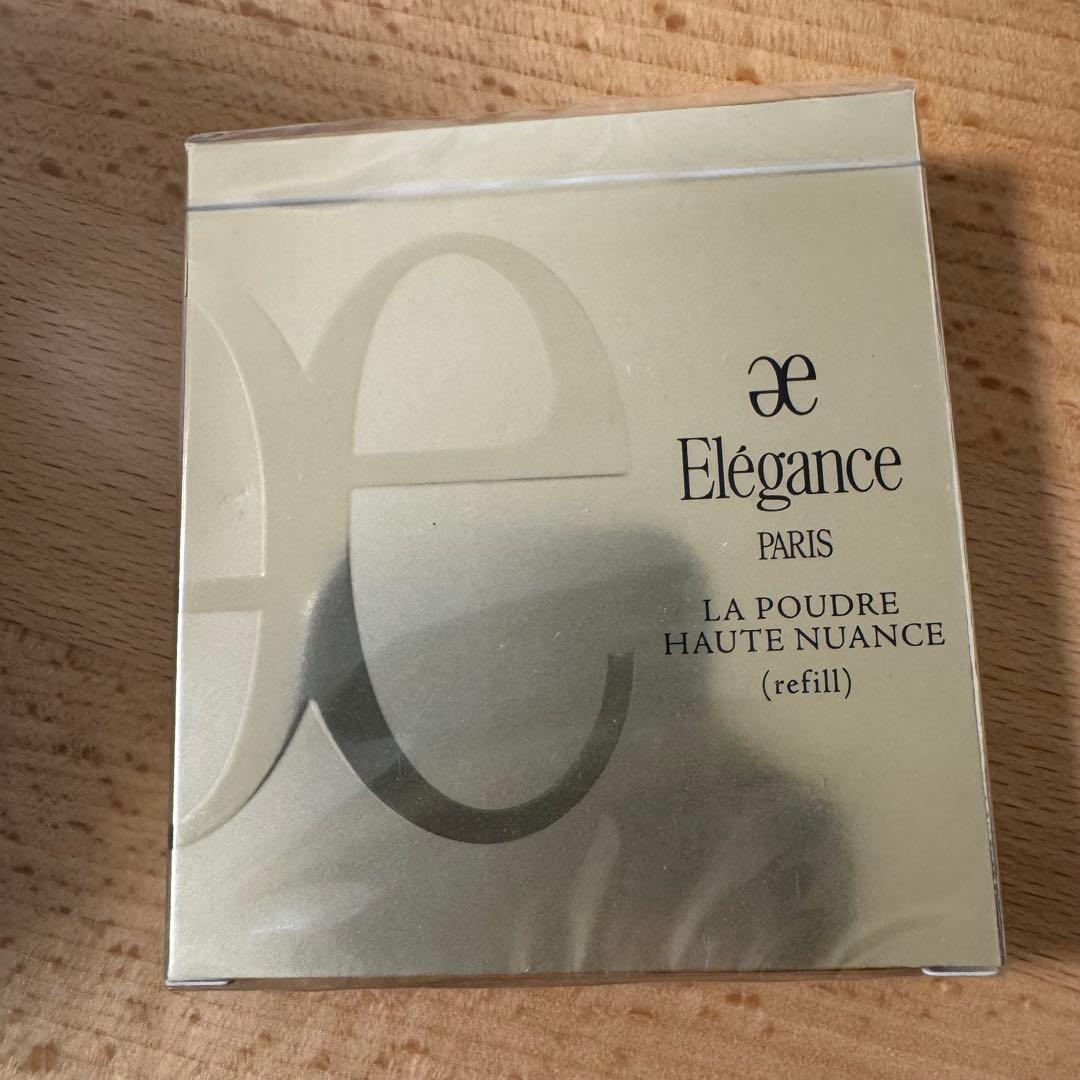 æ
Elégance
PARIS
LA POUDRE
HAUTE NUANCE
(refill)